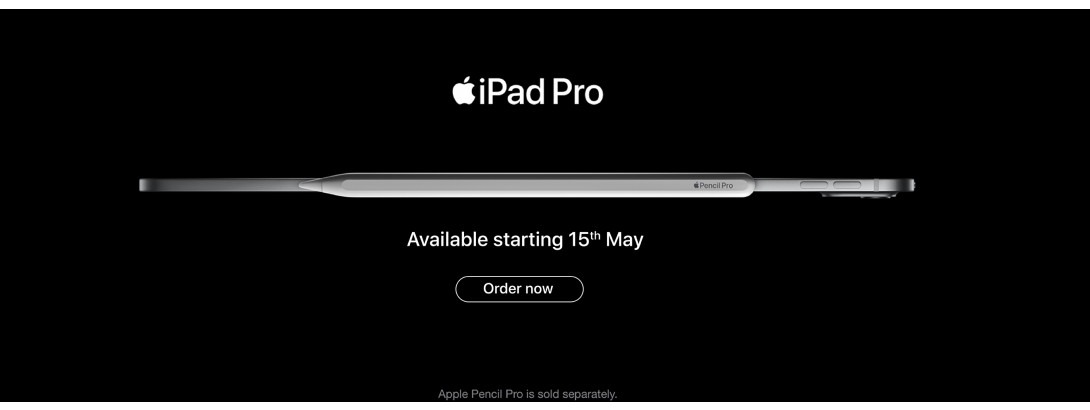 iPad Pro
Pencil Pro
Available starting 15th May
Order now
Apple Pencil Pro is sold separately.